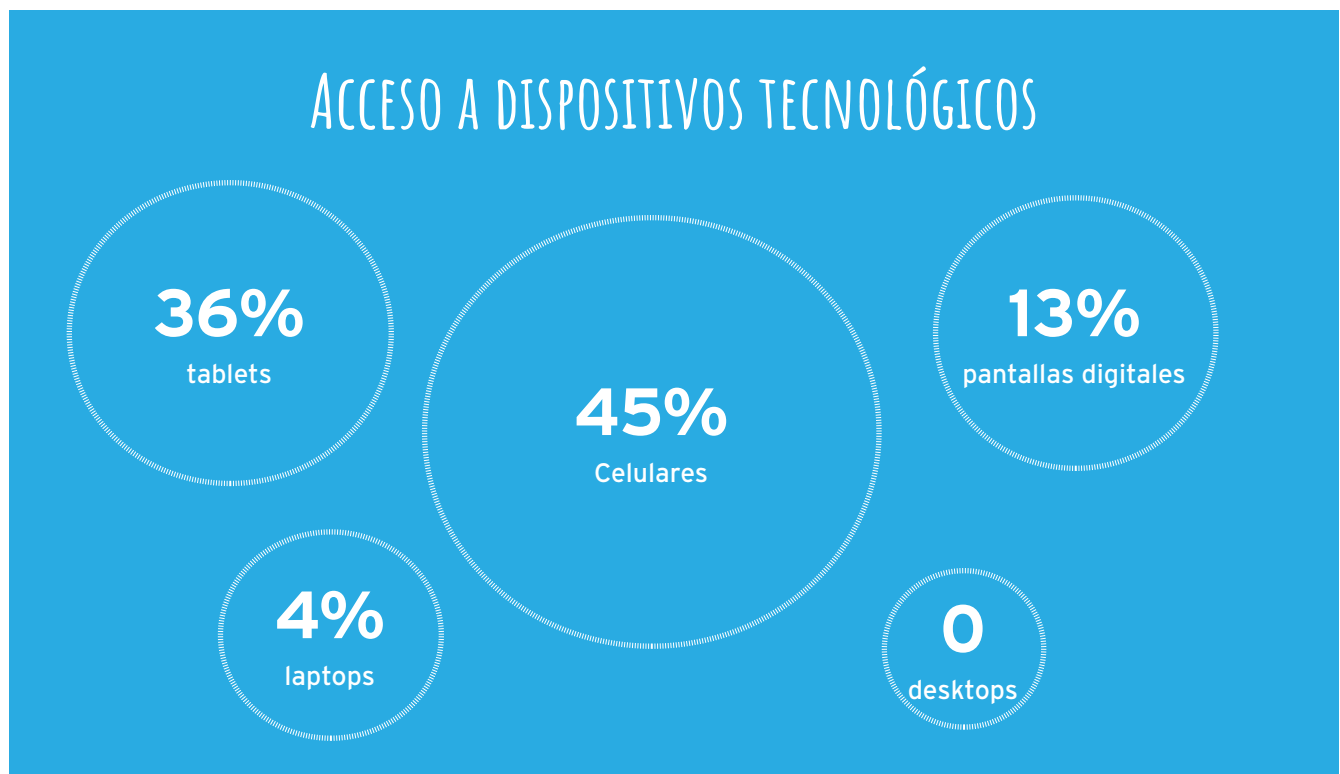 Acceso a dispositivos tecnológicos
36%
tablets
45%
Celulares
13%
pantallas digitales
4%
laptops
0
desktops